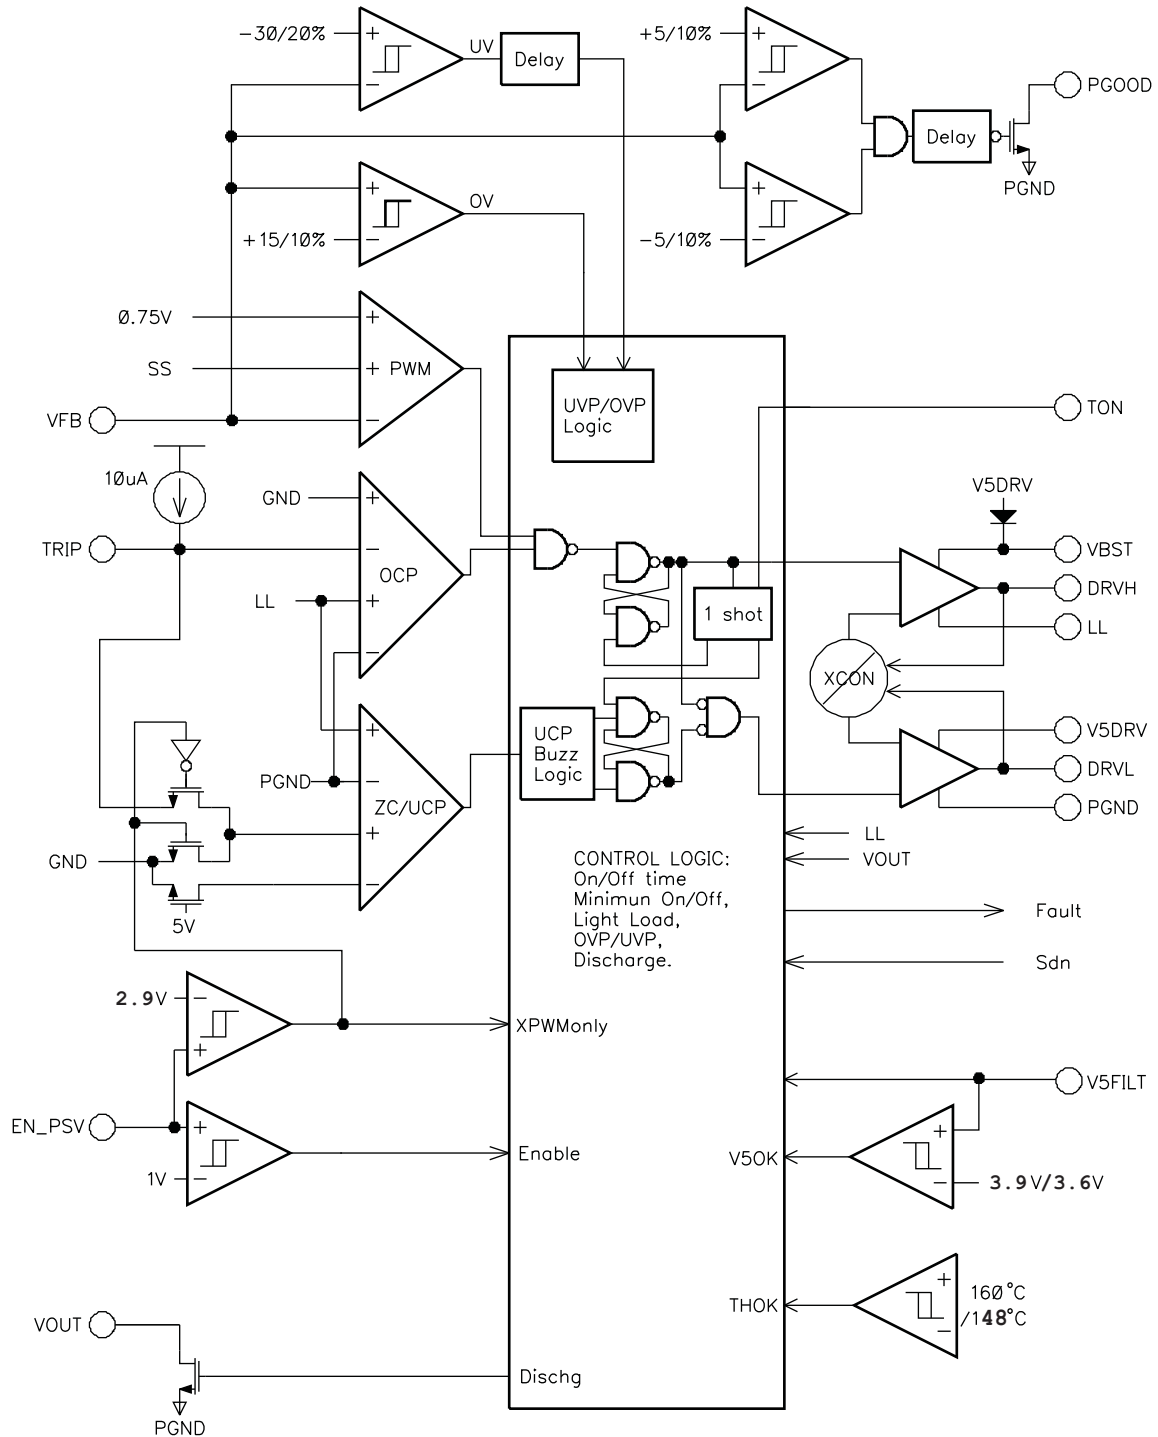 -30/20%
+
-
UV
Delay
+5/10%
+
-
PGOOD
Delay
PGND
+
OV
+15/10%
-
+
-5/10%
-
0.75V
+
SS
+
PWM
VFB
-
UVP/OVP
Logic
TON
10uA
GND
+
V5DRV
TRIP
-
OCP
VBST
LL
+
1 shot
DRVH
LL
-
XCON
+
UCP
Buzz
Logic
V5DRV
PGND
-
ZC/UCP
DRVL
PGND
+
GND
-
5V
LL
VOUT
CONTROL LOGIC:
On/Off time
Minimun On/Off,
Light Load,
OVP/UVP,
Discharge.
Fault
Sdn
2.9V
-
+
XPWMonly
V5FILT
EN_PSV
+
1V
-
Enable
V5OK
+
-
3.9V/3.6V
THOK
+
-
160°C
/148°C
VOUT
PGND
Dischg